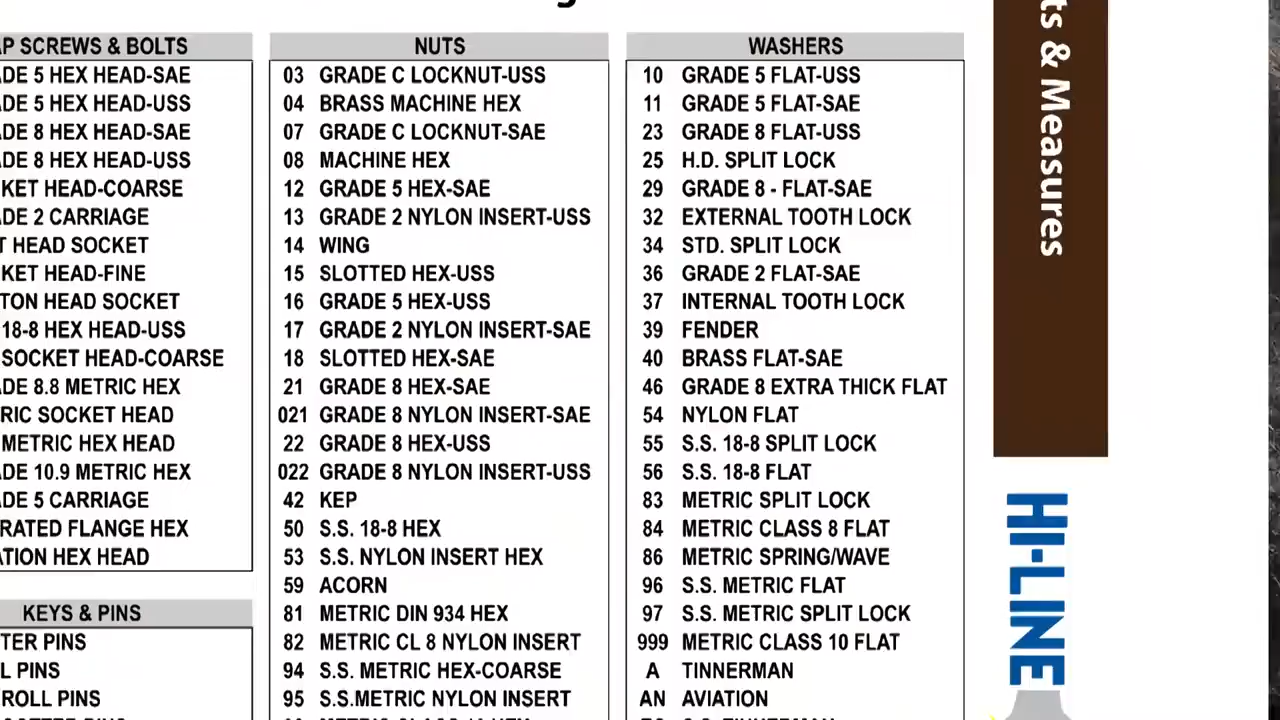 AP SCREWS & BOLTS
ADE 5 HEX HEAD-SAE
ADE 5 HEX HEAD-USS
ADE 8 HEX HEAD-SAE
ADE 8 HEX HEAD-USS
KET HEAD-COARSE
ADE 2 CARRIAGE
T HEAD SOCKET
KET HEAD-FINE
TON HEAD SOCKET
18-8 HEX HEAD-USS
SOCKET HEAD-COARSE
ADE 8.8 METRIC HEX
RIC SOCKET HEAD
METRIC HEX HEAD
ADE 10.9 METRIC HEX
ADE 5 CARRIAGE
RATED FLANGE HEX
ATION HEX HEAD
KEYS & PINS
TER PINS
L PINS
ROLL PINS
NUTS
03 GRADE C LOCKNUT-USS
04 BRASS MACHINE HEX
07 GRADE C LOCKNUT-SAE
08 MACHINE HEX
12 GRADE 5 HEX-SAE
13 GRADE 2 NYLON INSERT-USS
14 WING
15 SLOTTED HEX-USS
16 GRADE 5 HEX-USS
17 GRADE 2 NYLON INSERT-SAE
18 SLOTTED HEX-SAE
21 GRADE 8 HEX-SAE
021 GRADE 8 NYLON INSERT-SAE
22 GRADE 8 HEX-USS
022 GRADE 8 NYLON INSERT-USS
42 KEP
50 S.S. 18-8 HEX
53 S.S. NYLON INSERT HEX
59 ACORN
81 METRIC DIN 934 HEX
82 METRIC CL 8 NYLON INSERT
94 S.S. METRIC HEX-COARSE
95 S.S.METRIC NYLON INSERT
WASHERS
10 GRADE 5 FLAT-USS
11 GRADE 5 FLAT-SAE
23 GRADE 8 FLAT-USS
25 H.D. SPLIT LOCK
29 GRADE 8 - FLAT-SAE
32 EXTERNAL TOOTH LOCK
34 STD. SPLIT LOCK
36 GRADE 2 FLAT-SAE
37 INTERNAL TOOTH LOCK
39 FENDER
40 BRASS FLAT-SAE
46 GRADE 8 EXTRA THICK FLAT
54 NYLON FLAT
55 S.S. 18-8 SPLIT LOCK
56 S.S. 18-8 FLAT
83 METRIC SPLIT LOCK
84 METRIC CLASS 8 FLAT
86 METRIC SPRING/WAVE
96 S.S. METRIC FLAT
97 S.S. METRIC SPLIT LOCK
999 METRIC CLASS 10 FLAT
A TINNERMAN
AN AVIATION
ts & Measures
HI-LINE